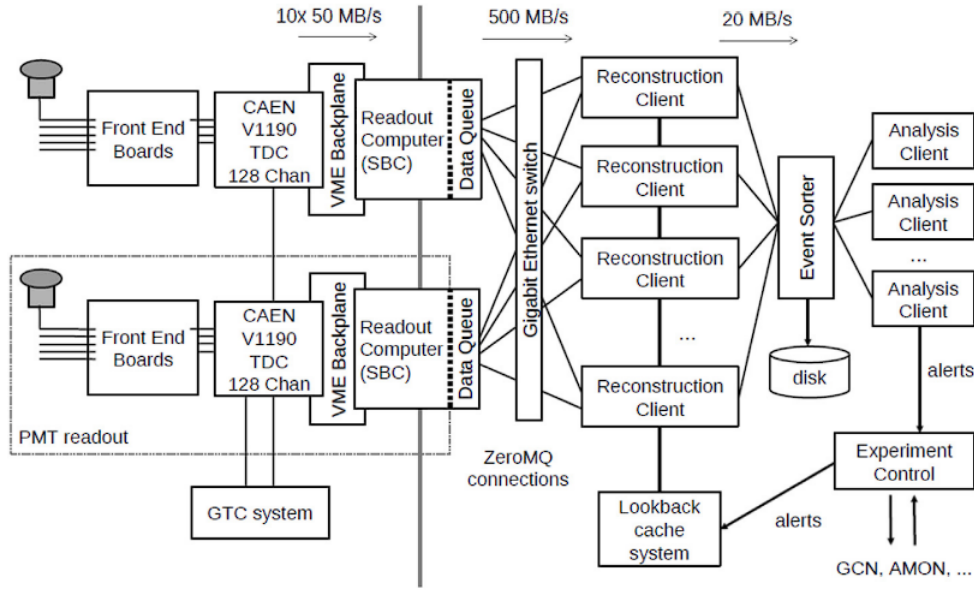 10x 50 MB/s
500 MB/s
20 MB/s
Front End
Boards
CAEN
V1190
TDC
128 Chan
VME Backplane
Readout
Computer
(SBC)
Data Queue
Gigabit Ethernet switch
Reconstruction
Client
Reconstruction
Client
Reconstruction
Client
...
Reconstruction
Client
Event Sorter
Analysis
Client
Analysis
Client
...
Analysis
Client
Front End
Boards
CAEN
V1190
TDC
128 Chan
VME Backplane
Readout
Computer
(SBC)
Data Queue
PMT readout
disk
alerts
ZeroMQ
connections
Experiment
Control
GTC system
Lookback
cache
system
alerts
GCN, AMON, ...